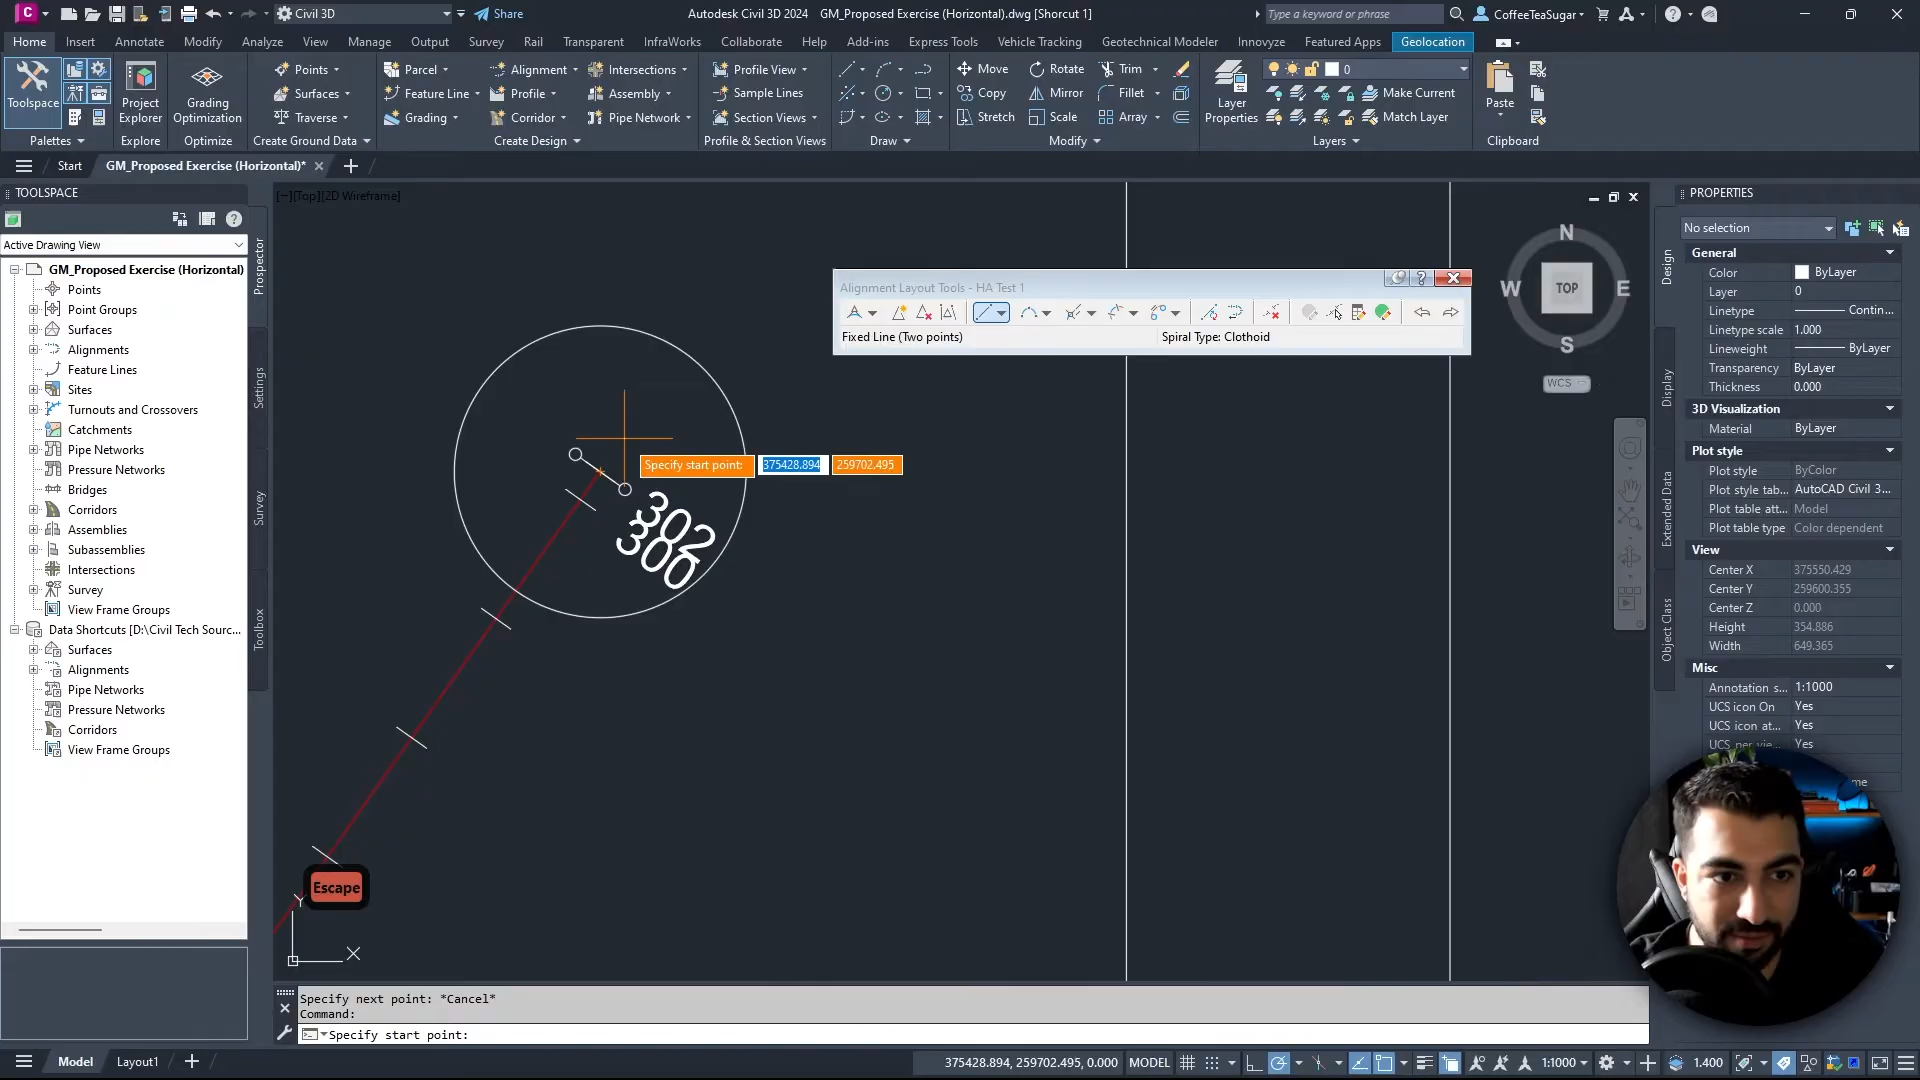 C
Civil 3D
Share
Autodesk Civil 3D 2024 GM_Proposed Exercise (Horizontal).dwg [Shorcut 1]
Type a keyword or phrase
CoffeeTeaSugar
Home Insert Annotate Modify Analyze View Manage Output Survey Rail Transparent InfraWorks Collaborate Help Add-ins Express Tools Vehicle Tracking Geotechnical Modeler Innovyze Featured Apps Geolocation
Toolspace
Project Explorer
Grading Optimization
Points
Surfaces
Traverse
Parcel
Feature Line
Grading
Alignment
Profile
Corridor
Intersections
Assembly
Pipe Network
Profile View
Sample Lines
Section Views
Move
Copy
Stretch
Rotate
Mirror
Scale
Trim
Fillet
Array
Layer Properties
0
Make Current
Match Layer
Paste
Palettes Explore Optimize Create Ground Data Create Design Profile & Section Views Draw Modify Layers Clipboard
Start GM_Proposed Exercise (Horizontal)*
TOOLSPACE
Active Drawing View
GM_Proposed Exercise (Horizontal)
Points
Point Groups
Surfaces
Alignments
Feature Lines
Sites
Turnouts and Crossovers
Catchments
Pipe Networks
Pressure Networks
Bridges
Corridors
Assemblies
Subassemblies
Intersections
Survey
View Frame Groups
Data Shortcuts [D:\Civil Tech Sourc...
Surfaces
Alignments
Pipe Networks
Pressure Networks
Corridors
View Frame Groups
Prospector
Settings
Survey
Toolbox
[−][Top][2D Wireframe]
Alignment Layout Tools - HA Test 1
Fixed Line (Two points) Spiral Type: Clothoid
Specify start point: 375428.894 259702.495
302
300
Escape
Y
X
N
W TOP E
S
WCS
PROPERTIES
No selection
Design
Display
Extended Data
Object Class
General
Color ByLayer
Layer 0
Linetype Contin...
Linetype scale 1.000
Lineweight ByLayer
Transparency ByLayer
Thickness 0.000
3D Visualization
Material ByLayer
Plot style
Plot style ByColor
Plot style tab... AutoCAD Civil 3...
Plot table att... Model
Plot table type Color dependent
View
Center X 375550.429
Center Y 259600.355
Center Z 0.000
Height 354.886
Width 649.365
Misc
Annotation s... 1:1000
UCS icon On Yes
UCS icon at... Yes
UCS per vie... Yes
me
Specify next point: *Cancel*
Command:
Specify start point:
Model Layout1
375428.894, 259702.495, 0.000 MODEL
1:1000
1.400